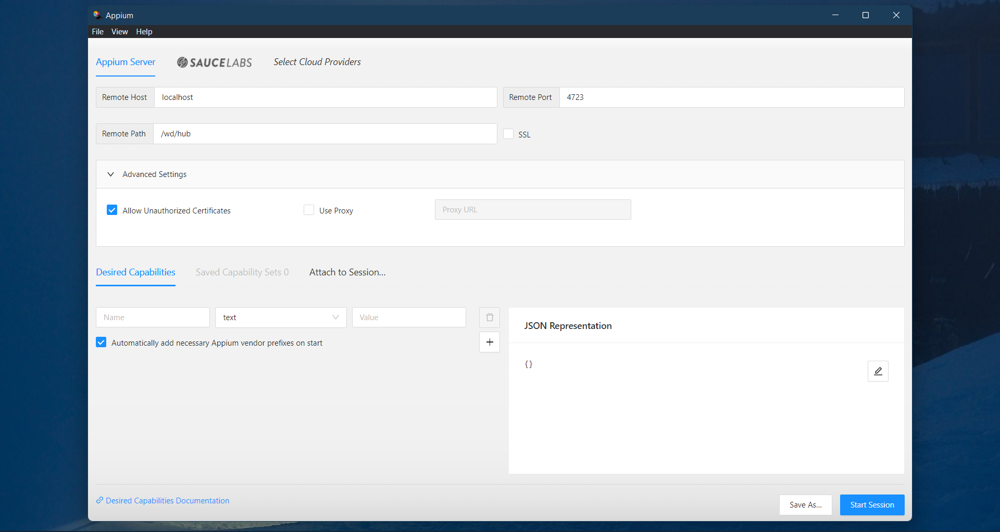 Appium
File View Help
Appium Server SAUCELABS Select Cloud Providers
Remote Host localhost Remote Port 4723
Remote Path /wd/hub SSL
Advanced Settings
Allow Unauthorized Certificates Use Proxy Proxy URL
Desired Capabilities Saved Capability Sets 0 Attach to Session...
Name text Value
Automatically add necessary Appium vendor prefixes on start
JSON Representation
{}
Desired Capabilities Documentation
Save As... Start Session